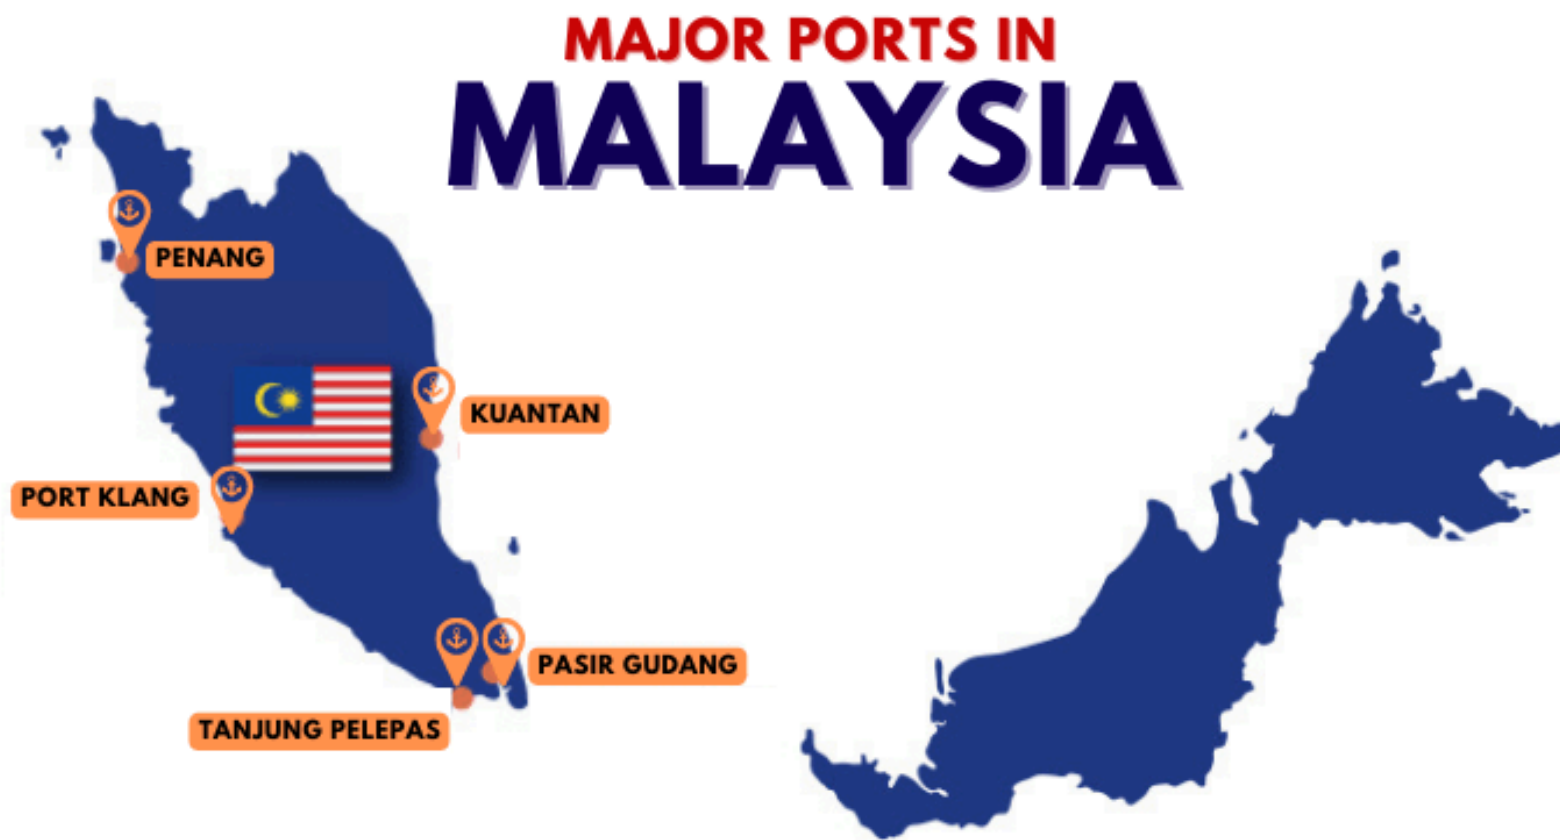 MAJOR PORTS IN
MALAYSIA
PENANG
KUANTAN
PORT KLANG
PASIR GUDANG
TANJUNG PELEPAS